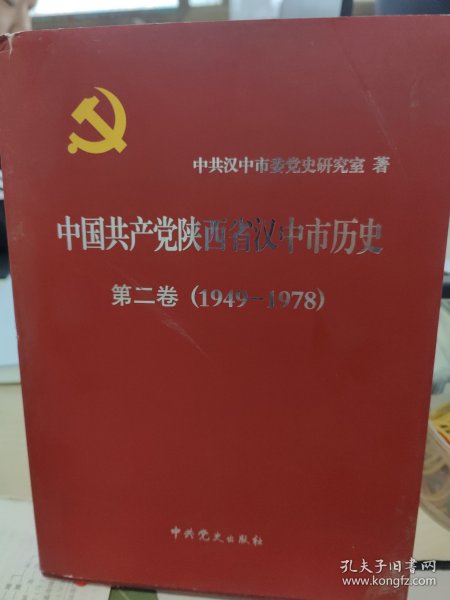 中共汉中市委党史研究室 著
中国共产党陕西省汉中市历史
第二卷 (1949-1978)
中共党史出版社
孔夫子旧书网
www.kongfz.com